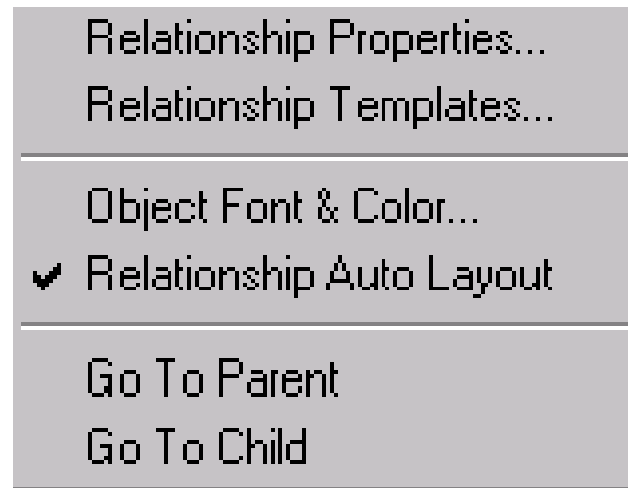 Relationship Properties...
Relationship Templates...
Object Font & Color...
Relationship Auto Layout
Go To Parent
Go To Child